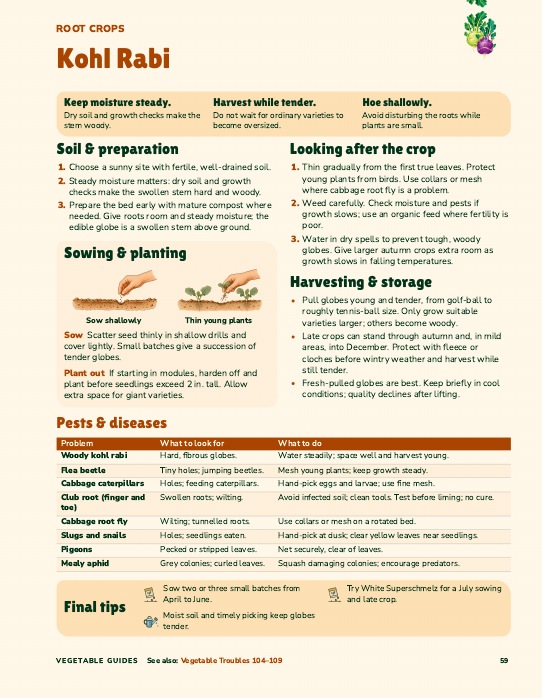 ROOT CROPS
Kohl Rabi
Keep moisture steady.
Dry soil and growth checks make the
stem woody.
Harvest while tender.
Do not wait for ordinary varieties to
become oversized.
Hoe shallowly.
Avoid disturbing the roots while
plants are small.
Soil & preparation
1. Choose a sunny site with fertile, well-drained soil.
2. Steady moisture matters: dry soil and growth
checks make the swollen stem hard and woody.
3. Prepare the bed early with mature compost where
needed. Give roots room and steady moisture; the
edible globe is a swollen stem above ground.
Sowing & planting
Sow shallowly
Thin young plants
Sow Scatter seed thinly in shallow drills and
cover lightly. Small batches give a succession of
tender globes.
Plant out If starting in modules, harden off and
plant before seedlings exceed 2 in. tall. Allow
extra space for giant varieties.
Looking after the crop
1. Thin gradually from the first true leaves. Protect
young plants from birds. Use collars or mesh
where cabbage root fly is a problem.
2. Weed carefully. Check moisture and pests if
growth slows; use an organic feed where fertility is
poor.
3. Water in dry spells to prevent tough, woody
globes. Give larger autumn crops extra room as
growth slows in falling temperatures.
Harvesting & storage
• Pull globes young and tender, from golf-ball to
roughly tennis-ball size. Only grow suitable
varieties larger; others become woody.
• Late crops can stand through autumn and, in mild
areas, into December. Protect with fleece or
cloches before wintry weather and harvest while
still tender.
• Fresh-pulled globes are best. Keep briefly in cool
conditions; quality declines after lifting.
Pests & diseases
Problem What to look for What to do
Woody kohl rabi Hard, fibrous globes. Water steadily; space well and harvest young.
Flea beetle Tiny holes; jumping beetles. Mesh young plants; keep growth steady.
Cabbage caterpillars Holes; feeding caterpillars. Hand-pick eggs and larvae; use fine mesh.
Club root (finger and Swollen roots; wilting. Avoid infected soil; clean tools. Test before liming; no cure.
toe)
Cabbage root fly Wilting; tunnelled roots. Use collars or mesh on a rotated bed.
Slugs and snails Holes; seedlings eaten. Hand-pick at dusk; clear yellow leaves near seedlings.
Pigeons Pecked or stripped leaves. Net securely, clear of leaves.
Mealy aphid Grey colonies; curled leaves. Squash damaging colonies; encourage predators.
Final tips
Sow two or three small batches from
April to June.
Try White Superschmelz for a July sowing
and late crop.
Moist soil and timely picking keep globes
tender.
VEGETABLE GUIDES See also: Vegetable Troubles 104–109 59